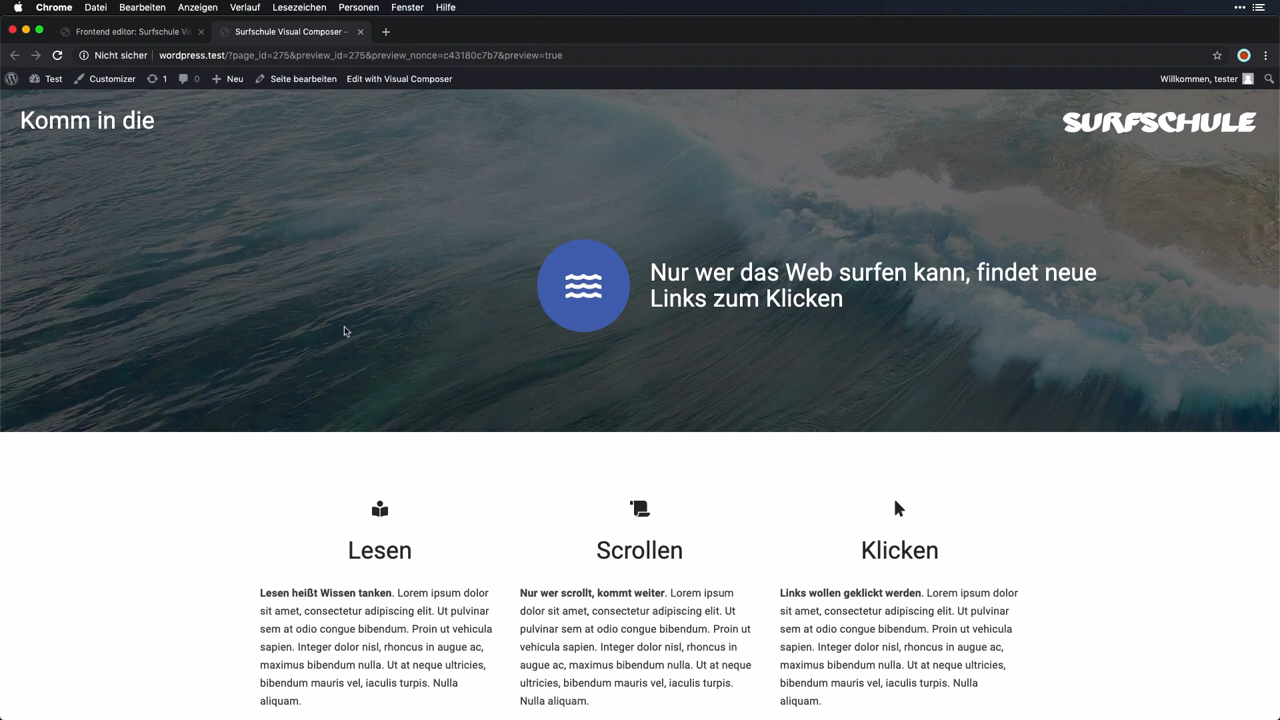 Chrome Datei Bearbeiten Anzeigen Verlauf Lesezeichen Personen Fenster Hilfe
Frontend editor: Surfschule Vi
Surfschule Visual Composer –
Nicht sicher wordpress.test/?page_id=275&preview_id=275&preview_nonce=c43180c7b7&preview=true
Test Customizer 1 0 Neu Seite bearbeiten Edit with Visual Composer Willkommen, tester
Komm in die
SURFSCHULE
Nur wer das Web surfen kann, findet neue
Links zum Klicken
Lesen
Lesen heißt Wissen tanken. Lorem ipsum dolor
sit amet, consectetur adipiscing elit. Ut pulvinar
sem at odio congue bibendum. Proin ut vehicula
sapien. Integer dolor nisl, rhoncus in augue ac,
maximus bibendum nulla. Ut at neque ultricies,
bibendum mauris vel, iaculis turpis. Nulla
aliquam.
Scrollen
Nur wer scrollt, kommt weiter. Lorem ipsum
dolor sit amet, consectetur adipiscing elit. Ut
pulvinar sem at odio congue bibendum. Proin ut
vehicula sapien. Integer dolor nisl, rhoncus in
augue ac, maximus bibendum nulla. Ut at neque
ultricies, bibendum mauris vel, iaculis turpis.
Nulla aliquam.
Klicken
Links wollen geklickt werden. Lorem ipsum dolor
sit amet, consectetur adipiscing elit. Ut pulvinar
sem at odio congue bibendum. Proin ut vehicula
sapien. Integer dolor nisl, rhoncus in augue ac,
maximus bibendum nulla. Ut at neque ultricies,
bibendum mauris vel, iaculis turpis. Nulla
aliquam.